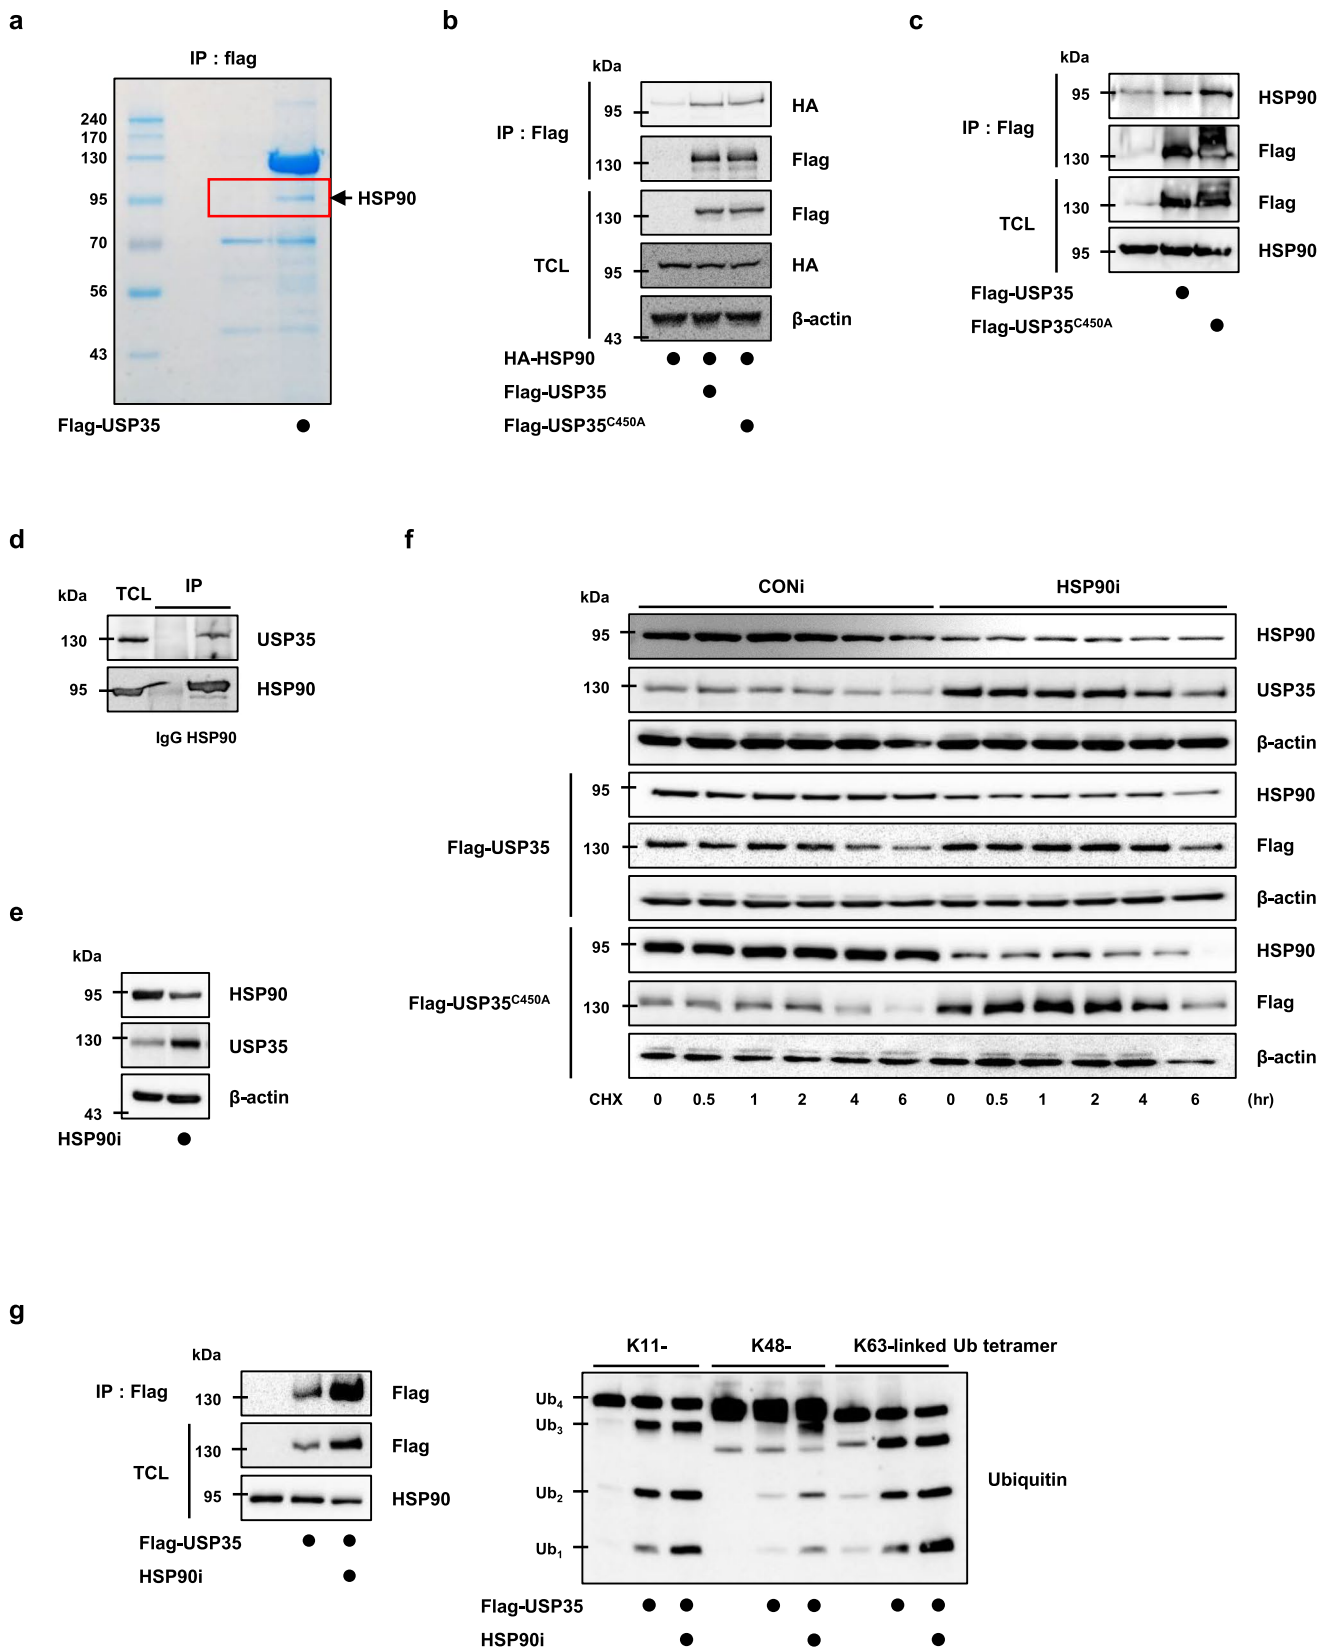 a
IP : flag
240
170
130
95
70
56
43
HSP90
Flag-USP35
b
kDa
IP : Flag
95
HA
130
Flag
TCL
130
Flag
95
HA
43
β-actin
HA-HSP90
Flag-USP35
Flag-USP35C450A
c
kDa
IP : Flag
95
HSP90
130
Flag
TCL
130
Flag
95
HSP90
Flag-USP35
Flag-USP35C450A
d
kDa
TCL
IP
130
USP35
95
HSP90
IgG HSP90
e
kDa
95
HSP90
130
USP35
43
β-actin
HSP90i
f
CONi
HSP90i
kDa
95
HSP90
130
USP35
β-actin
Flag-USP35
95
HSP90
130
Flag
β-actin
Flag-USP35C450A
95
HSP90
130
Flag
β-actin
CHX 0 0.5 1 2 4 6 0 0.5 1 2 4 6 (hr)
g
kDa
IP : Flag
130
Flag
TCL
130
Flag
95
HSP90
Flag-USP35
HSP90i
K11- K48- K63-linked Ub tetramer
Ub4
Ub3
Ub2
Ub1
Ubiquitin
Flag-USP35
HSP90i